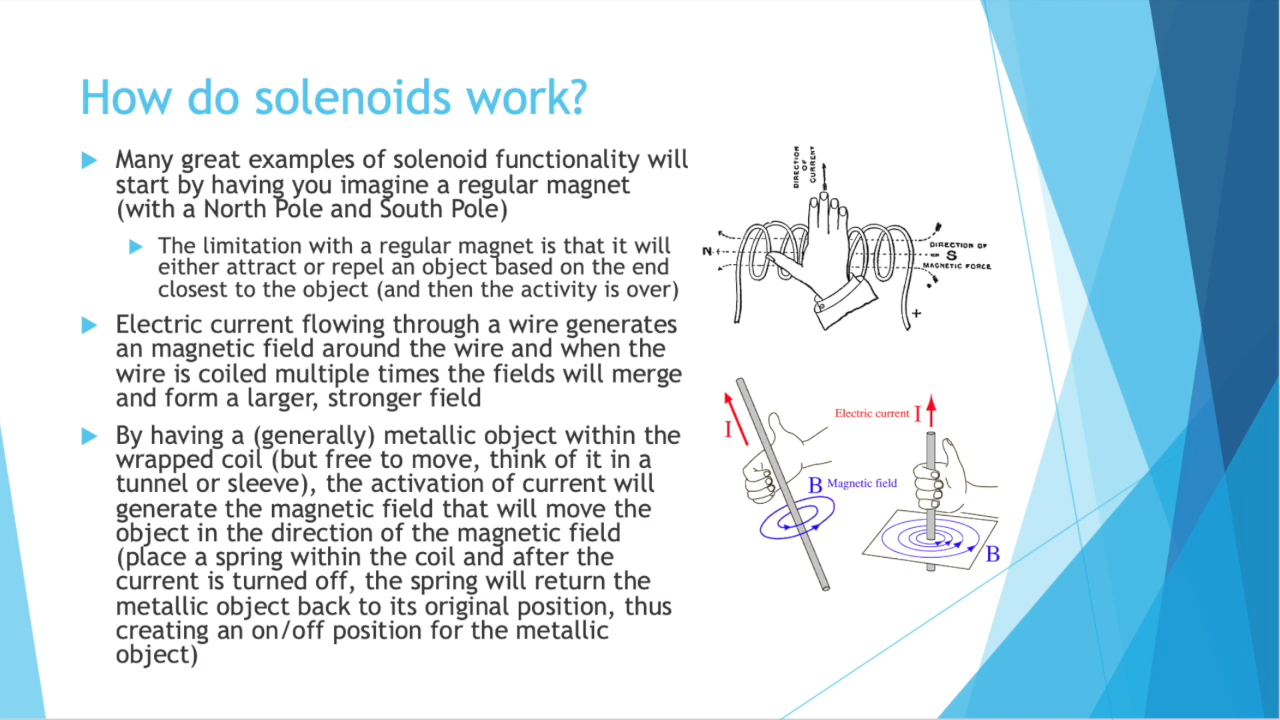 How do solenoids work?
Many great examples of solenoid functionality will
start by having you imagine a regular magnet
(with a North Pole and South Pole)
The limitation with a regular magnet is that it will
either attract or repel an object based on the end
closest to the object (and then the activity is over)
Electric current flowing through a wire generates
an magnetic field around the wire and when the
wire is coiled multiple times the fields will merge
and form a larger, stronger field
By having a (generally) metallic object within the
wrapped coil (but free to move, think of it in a
tunnel or sleeve), the activation of current will
generate the magnetic field that will move the
object in the direction of the magnetic field
(place a spring within the coil and after the
current is turned off, the spring will return the
metallic object back to its original position, thus
creating an on/off position for the metallic
object)
DIRECTION
OF
CURRENT
N
DIRECTION OF
S
MAGNETIC FORCE
+
I
Electric current I
B Magnetic field
B